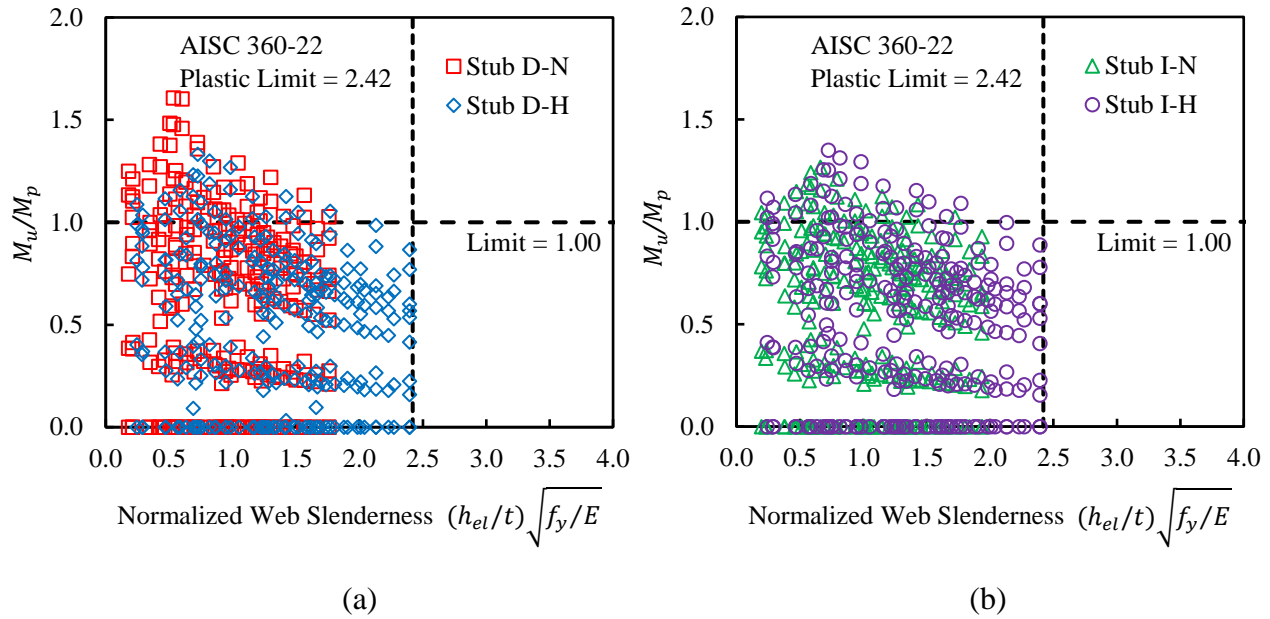 2.0
1.5
1.0
0.5
0.0
M_u/M_p
AISC 360-22
Plastic Limit = 2.42
Stub D-N
Stub D-H
Limit = 1.00
0.0 0.5 1.0 1.5 2.0 2.5 3.0 3.5 4.0
Normalized Web Slenderness (h_{el}/t)√f_y/E
(a)
2.0
1.5
1.0
0.5
0.0
M_u/M_p
AISC 360-22
Plastic Limit = 2.42
Stub I-N
Stub I-H
Limit = 1.00
0.0 0.5 1.0 1.5 2.0 2.5 3.0 3.5 4.0
Normalized Web Slenderness (h_{el}/t)√f_y/E
(b)